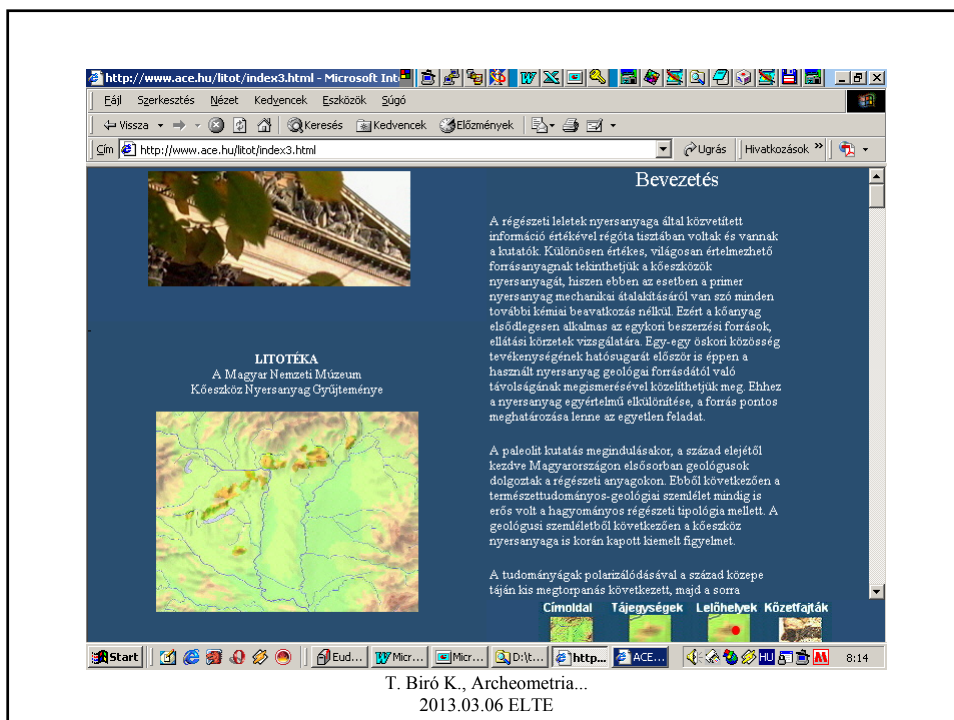 http://www.ace.hu/litot/index3.html - Microsoft Int
Fájl Szerkesztés Nézet Kedvencek Eszközök Súgó
Vissza Keresés Kedvencek Előzmények
Cím http://www.ace.hu/litot/index3.html Ugrás Hivatkozások »
LITOTÉKA
A Magyar Nemzeti Múzeum
Kőeszköz Nyersanyag Gyűjteménye
Bevezetés
A régészeti leletek nyersanyaga által közvetített
információ értékével régóta tisztában voltak és vannak
a kutatók. Különösen értékes, világosan értelmezhető
forrásanyagnak tekinthetjük a kőeszközök
nyersanyagát, hiszen ebben az esetben a primer
nyersanyag mechanikai átalakításáról van szó minden
további kémiai beavatkozás nélkül. Ezért a kőanyag
elsődlegesen alkalmas az egykori beszerzési források,
ellátási körzetek vizsgálatára. Egy-egy őskori közösség
tevékenységének hatósugarát először is éppen a
használt nyersanyag geológai forrásdától való
távolságának megismerésével közelíthetjük meg. Ehhez
a nyersanyag egyértelmű elkülönítése, a forrás pontos
meghatározása lenne az egyetlen feladat.
A paleolit kutatás megindulásakor, a század elejétől
kezdve Magyarországon elsősorban geológusok
dolgoztak a régészeti anyagokon. Ebből következően a
természettudományos-geológiai szemlélet mindig is
erős volt a hagyományos régészeti tipológia mellett. A
geológusi szemléletből következően a kőeszköz
nyersanyaga is korán kapott kiemelt figyelmet.
A tudományágak polarizálódásával a század közepe
táján kis megtorpanás következett, majd a sorra
Címoldal Tájegységek Lelőhelyek Kőzetfajták
Start Eud... Micr... Micr... D:\t... http... ACE... HU 8:14
T. Biró K., Archeometria...
2013.03.06 ELTE